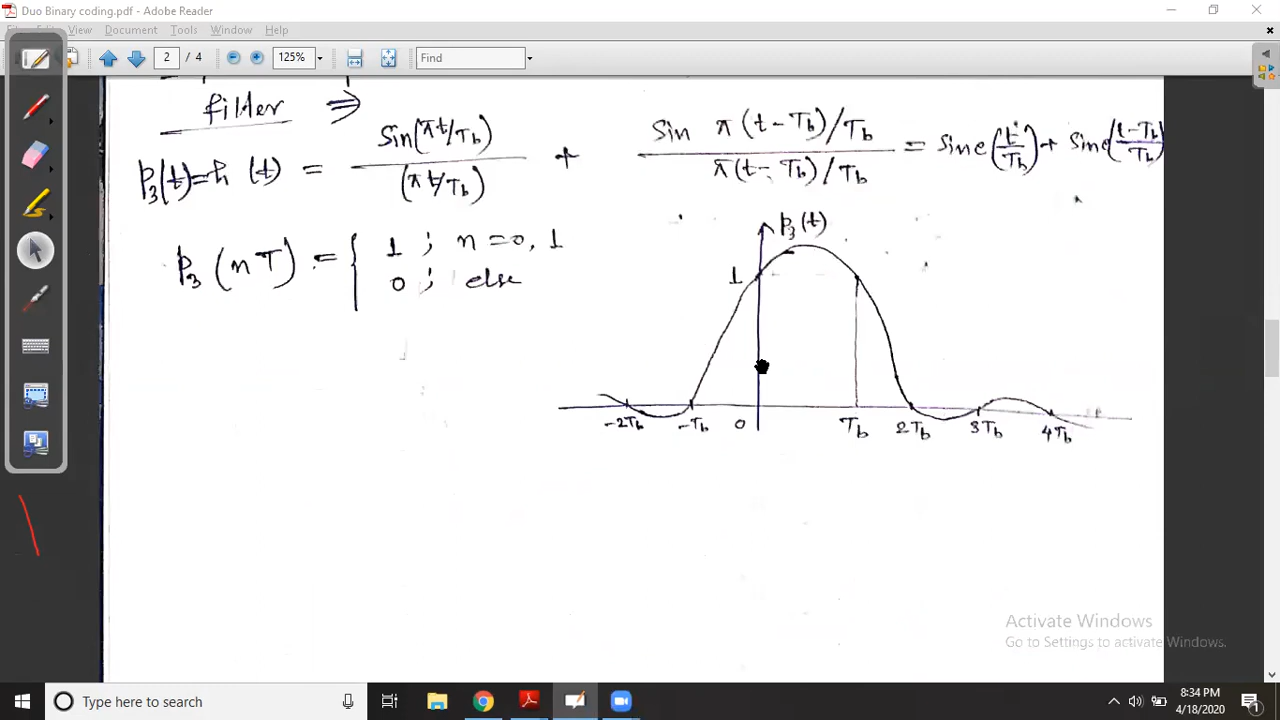 Duo Binary coding.pdf - Adobe Reader
View Document Tools Window Help
2 / 4 125% Find
filter ⇒
P₃(t)=h(t) = Sin(πt/Tb) / (πt/Tb) + Sin π(t-Tb)/Tb / π(t-Tb)/Tb = Sinc(t/Tb) + Sinc(t-Tb/Tb)
P₃(t)
P₃(nT) = { 1 ; n=0, 1
0 ; else
1
-2Tb -Tb 0 Tb 2Tb 3Tb 4Tb
Activate Windows
Go to Settings to activate Windows.
Type here to search
8:34 PM
4/18/2020
1